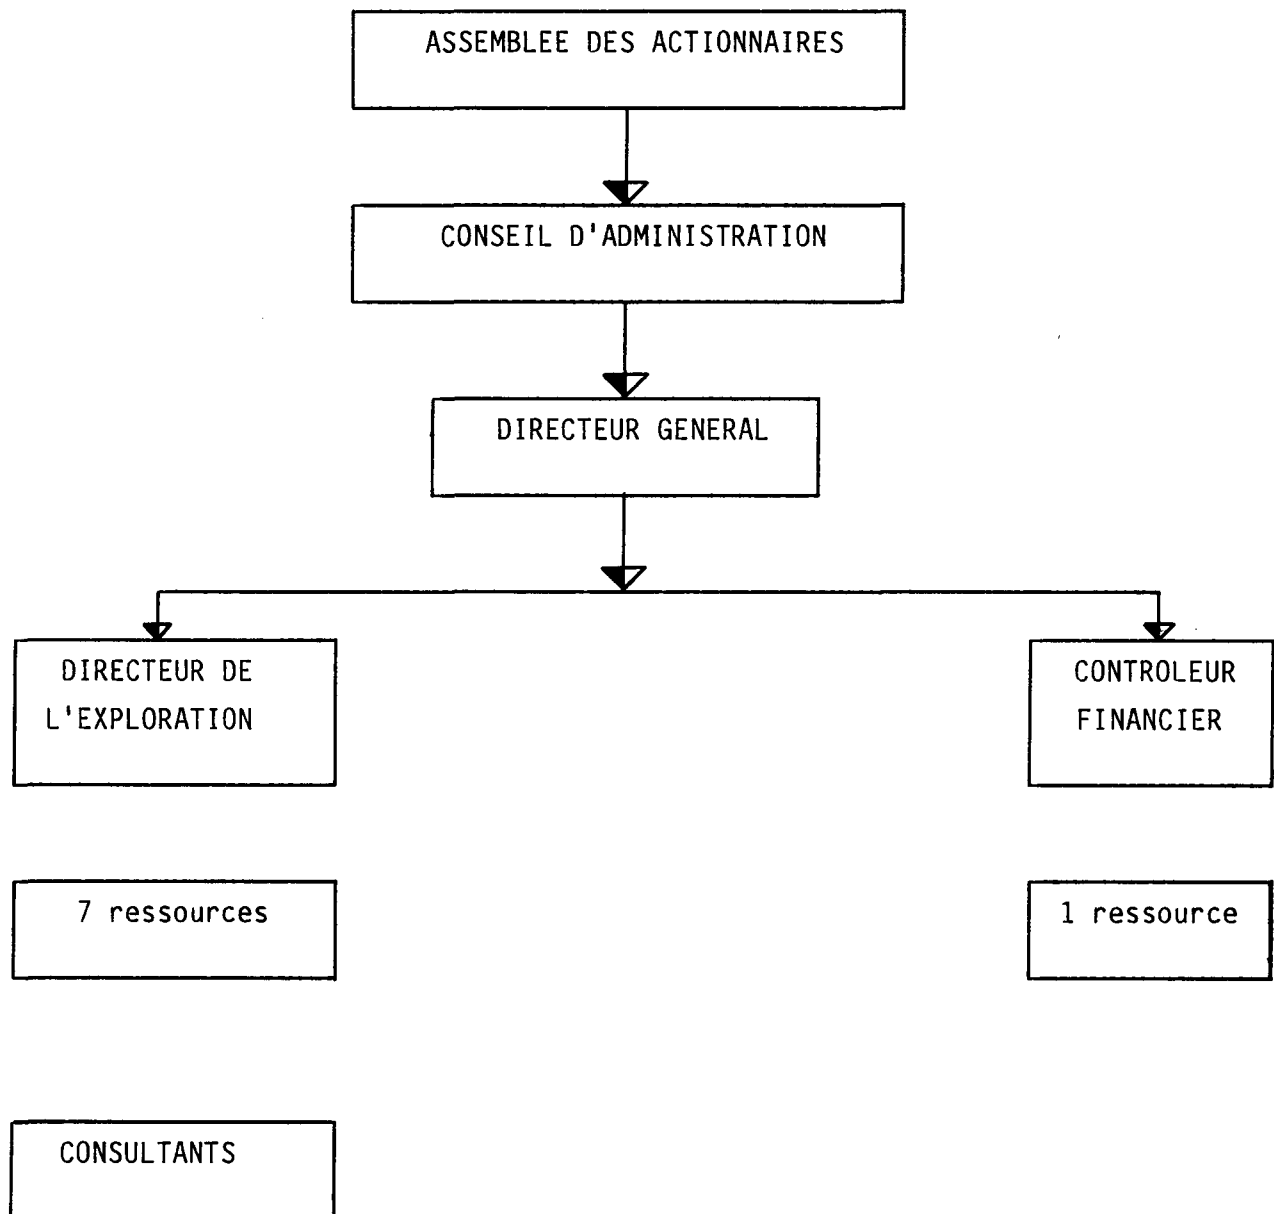 ASSEMBLEE DES ACTIONNAIRES
CONSEIL D'ADMINISTRATION
DIRECTEUR GENERAL
DIRECTEUR DE
L'EXPLORATION
CONTROLEUR
FINANCIER
7 ressources
1 ressource
CONSULTANTS